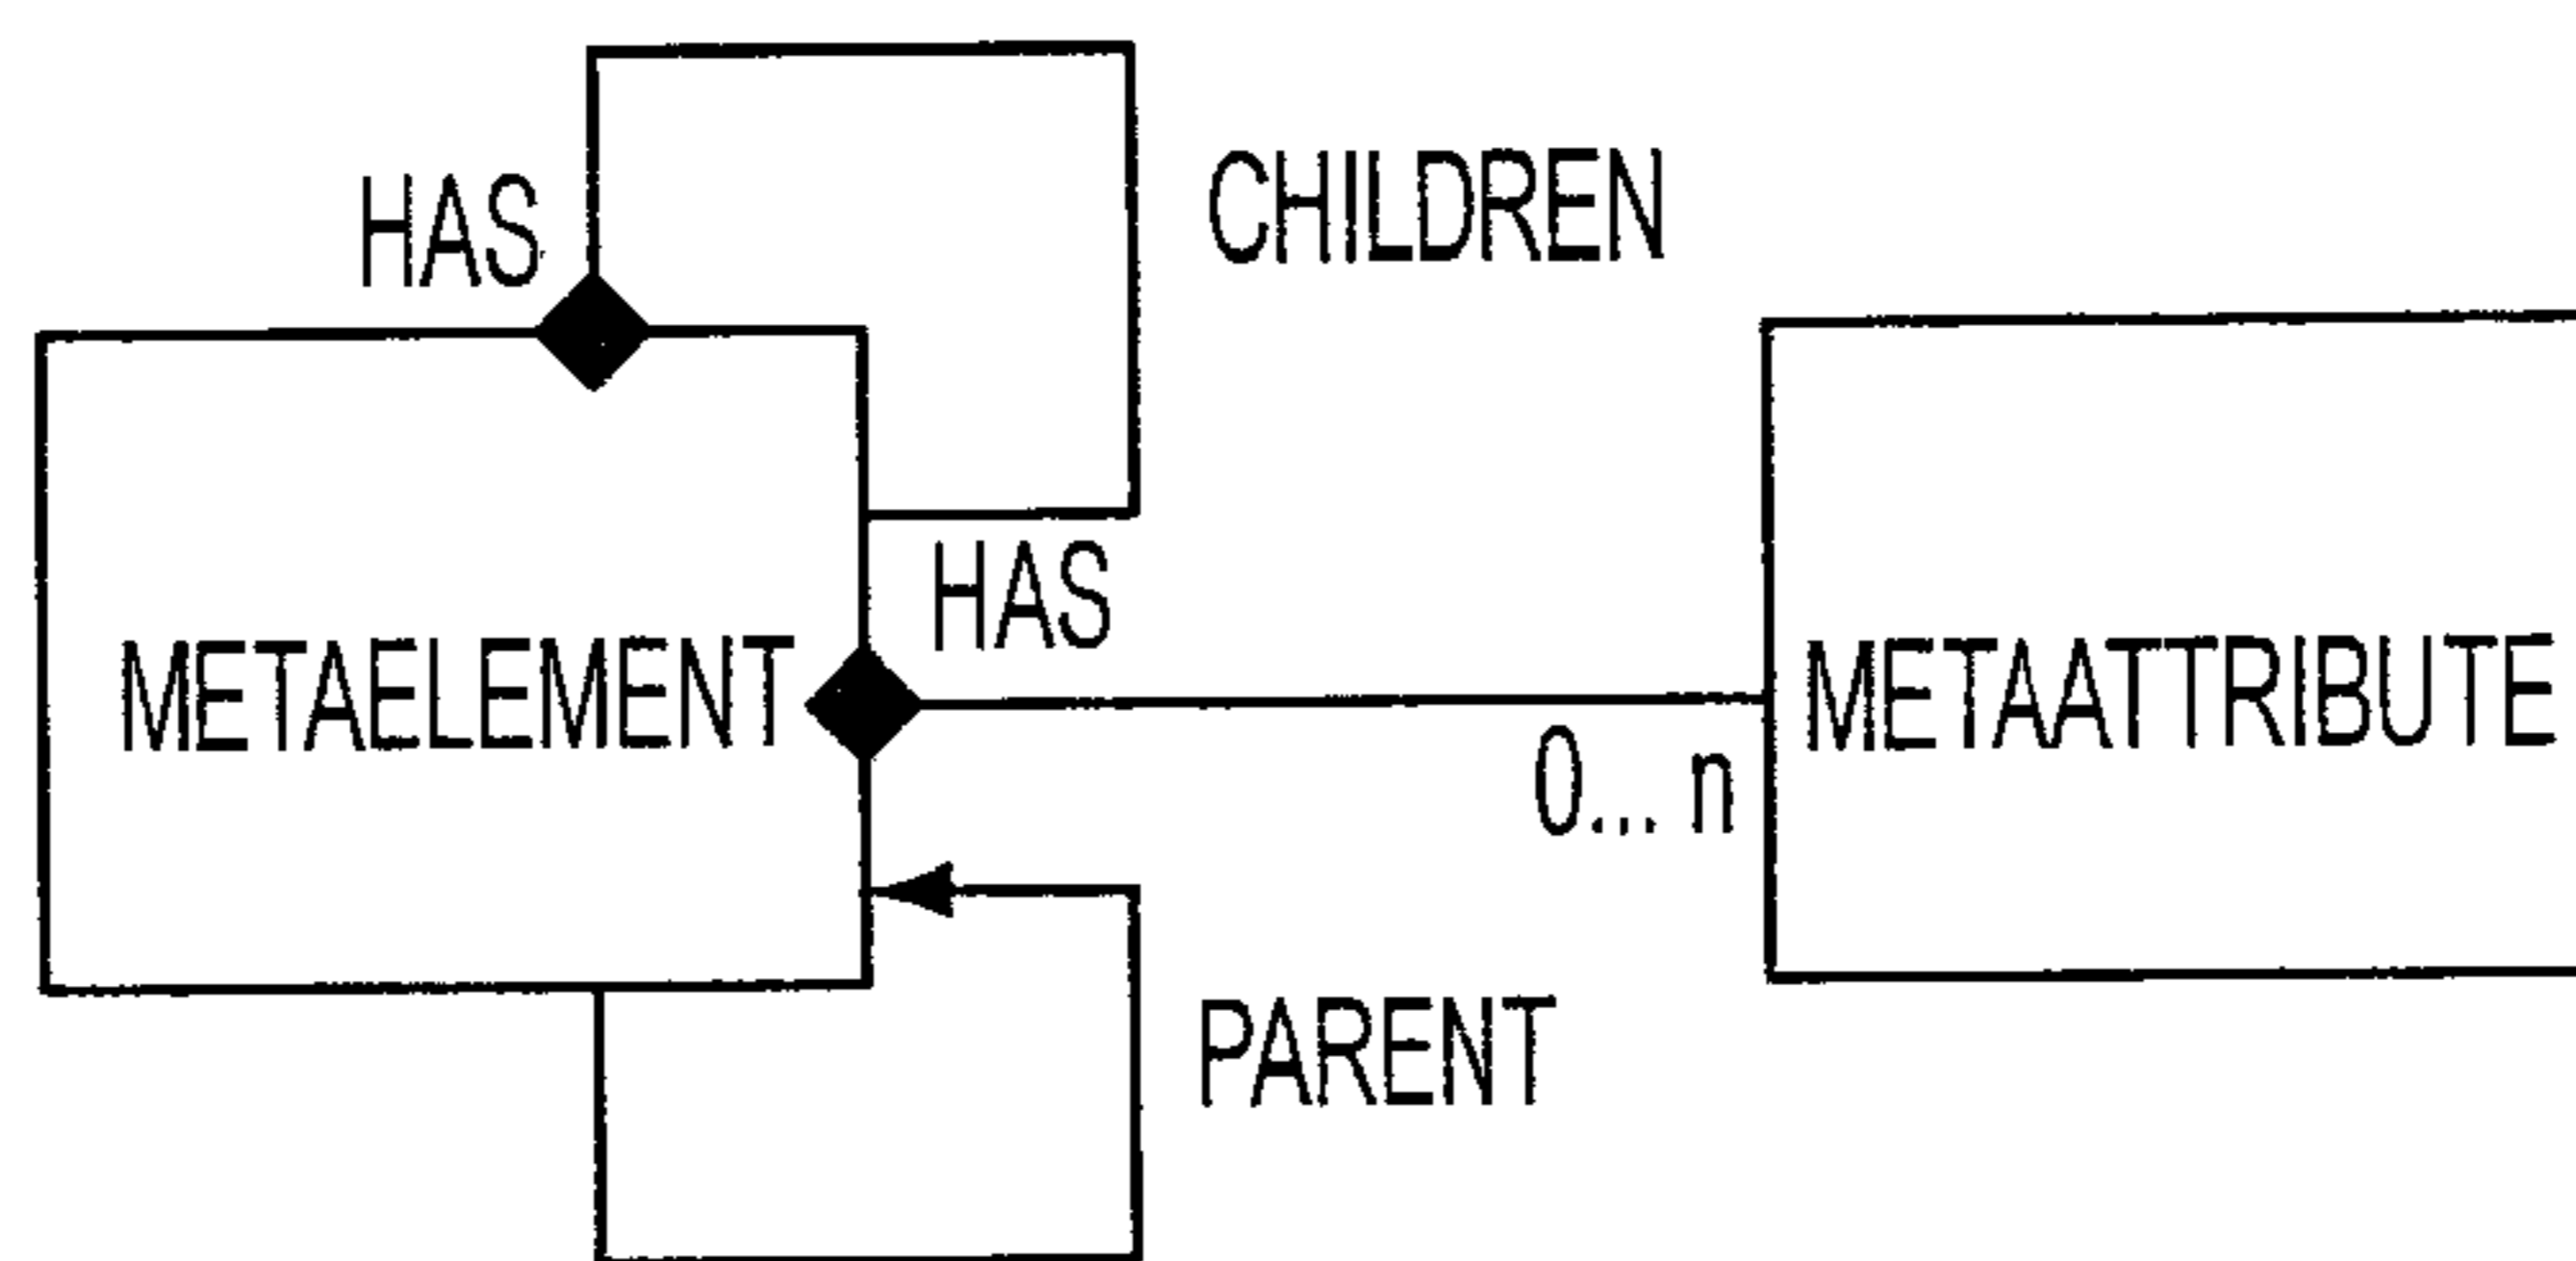 HAS
CHILDREN
HAS
METAELEMENT
METAATTRIBUTE
0... n
PARENT